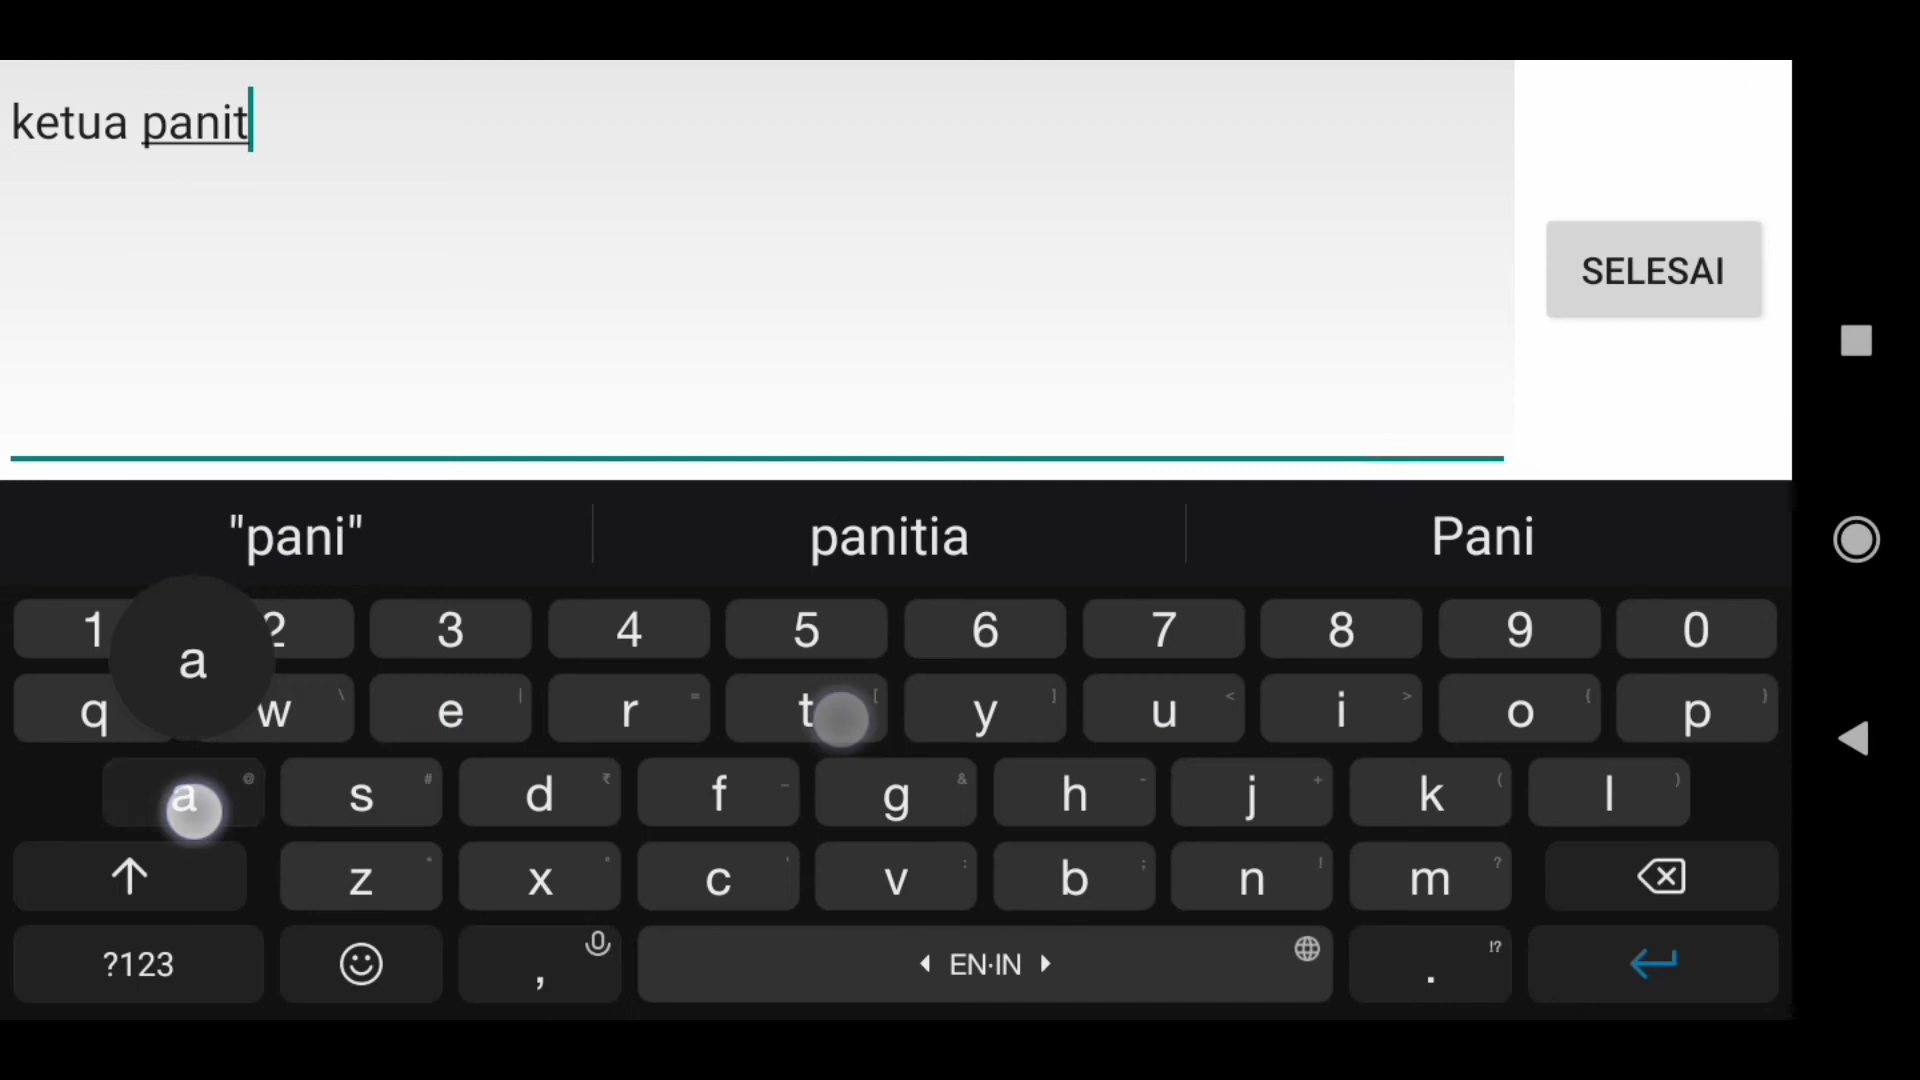 ketua panit
SELESAI
"pani" panitia Pani
1 2 3 4 5 6 7 8 9 0
q w \ e | r = t [ y ] u < i > o { p }
a
a @ s # d ₹ f _ g & h - j + k ( l )
z * x " c ' v : b ; n ! m ?
?123 , EN·IN . !?